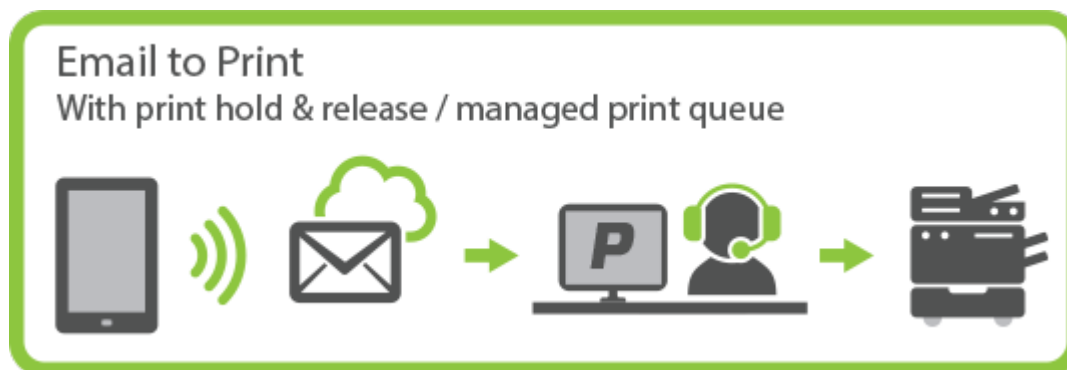 Email to Print
With print hold & release / managed print queue
P